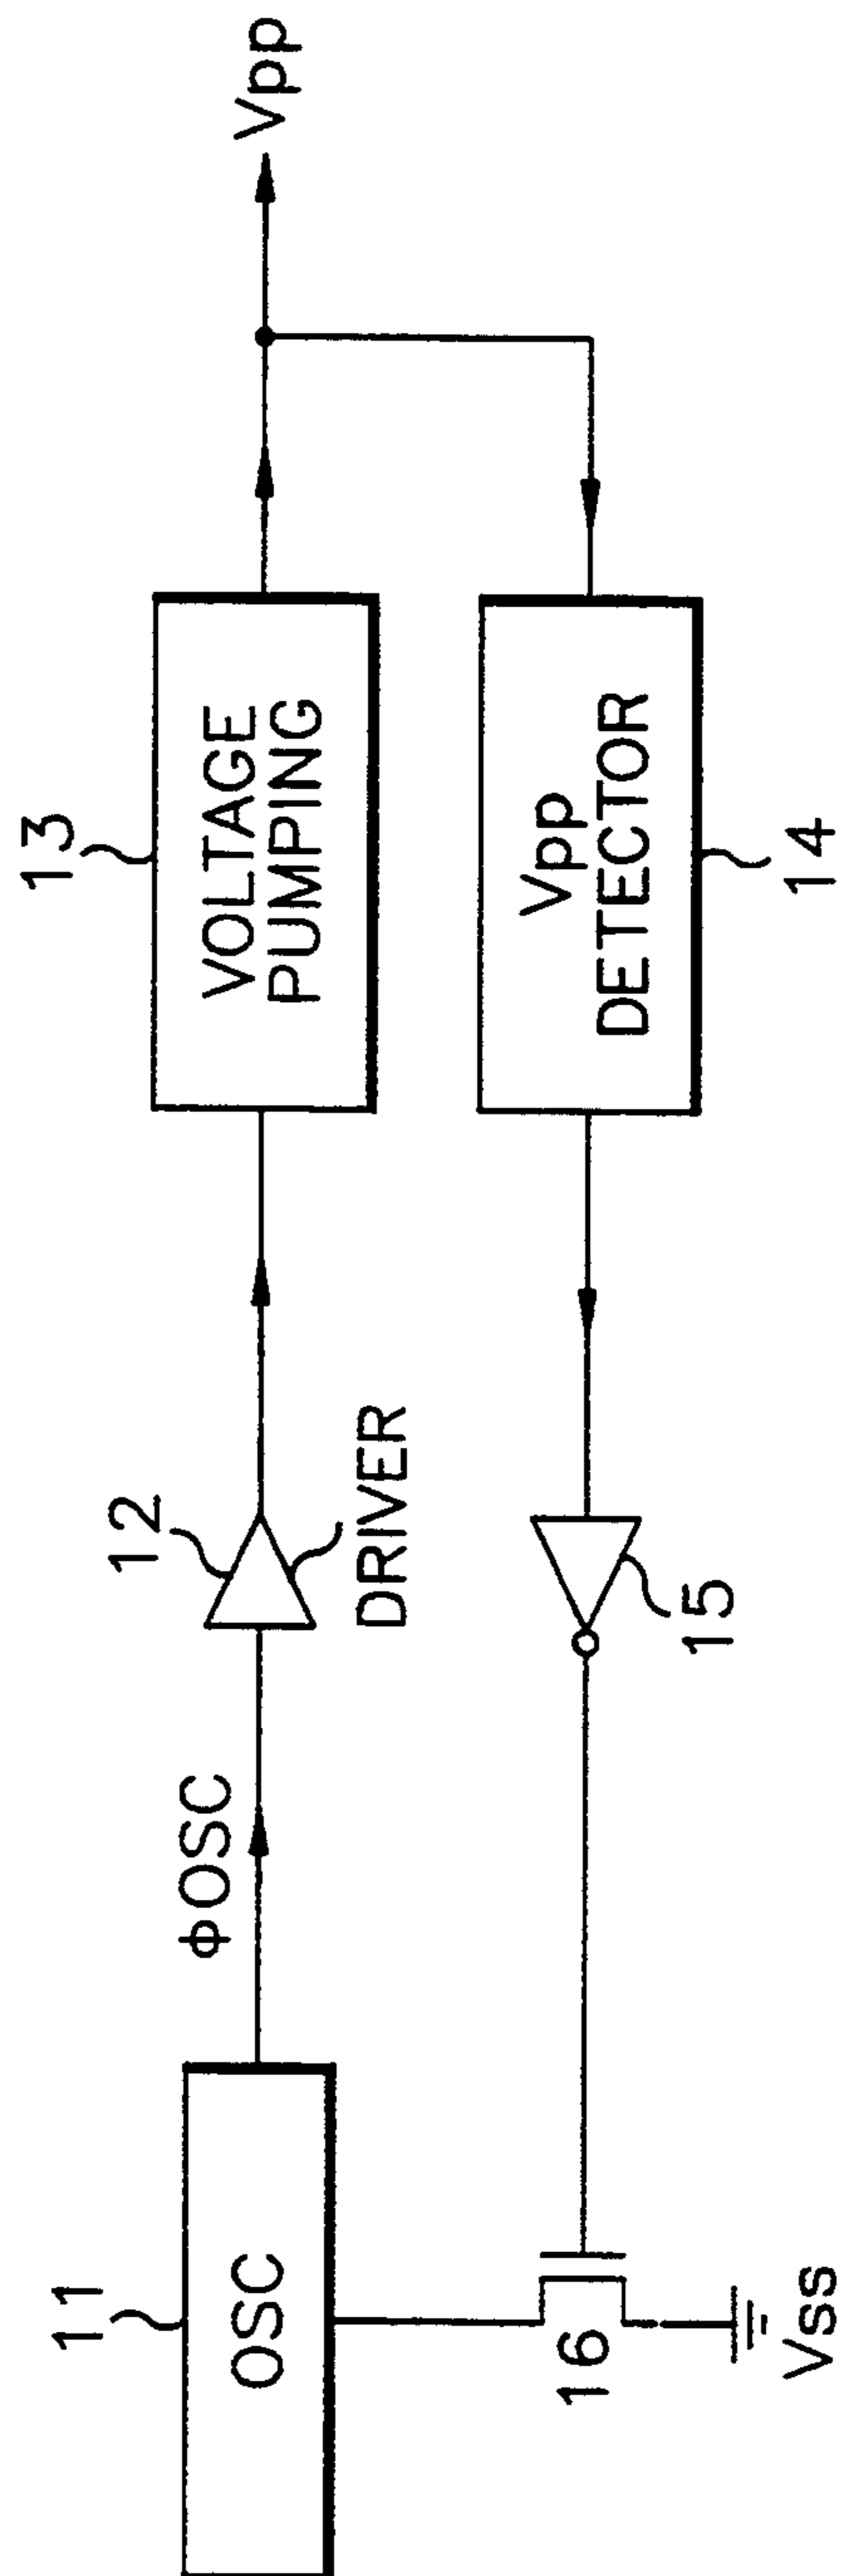 11
OSC
ϕOSC
12
DRIVER
13
VOLTAGE
PUMPING
Vpp
16
Vss
15
Vpp
DETECTOR
14